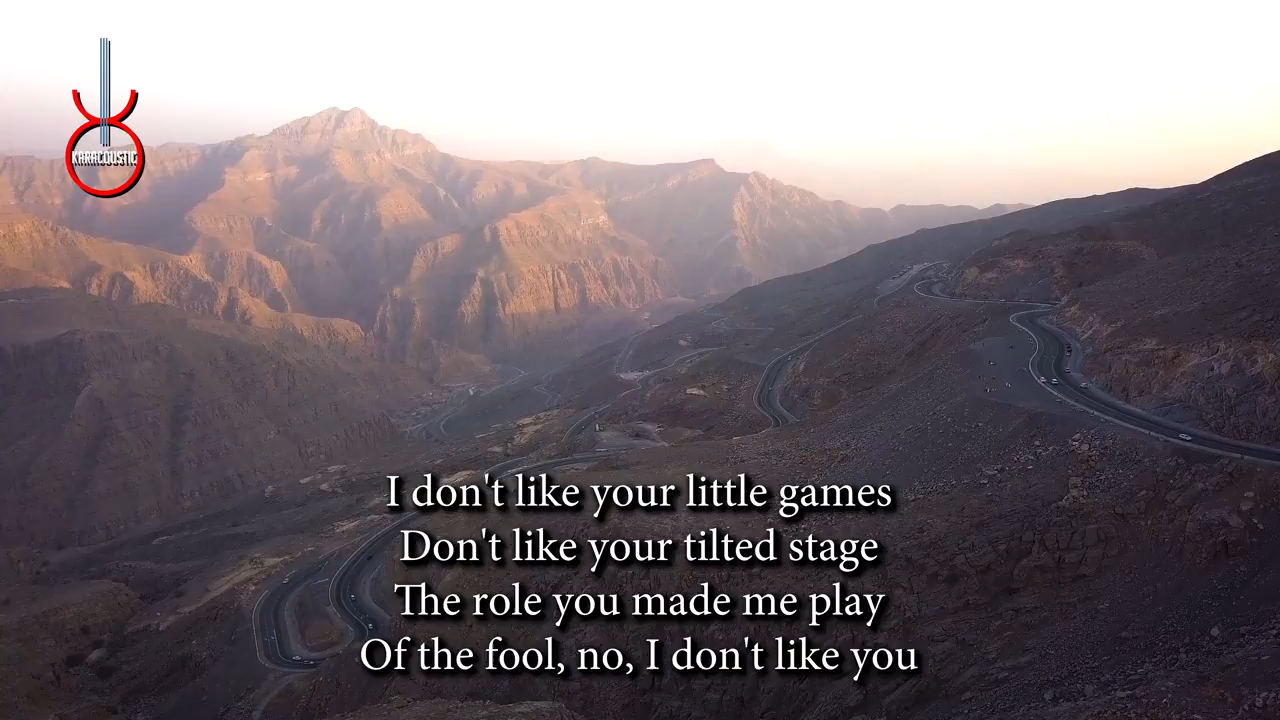 KARACOUSTIC
I don't like your little games
Don't like your tilted stage
The role you made me play
Of the fool, no, I don't like you